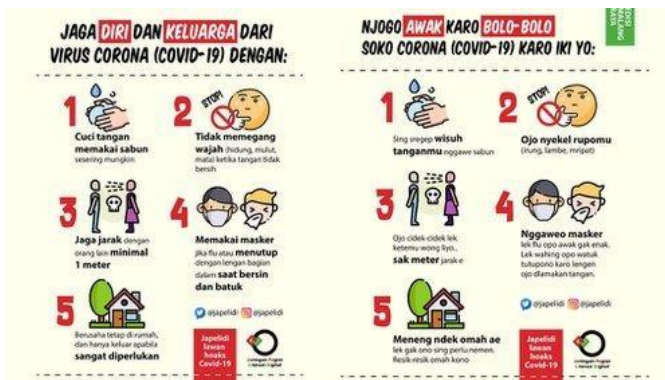 JAGA DIRI DAN KELUARGA DARI
VIRUS CORONA (COVID-19) DENGAN:
1
Cuci tangan
memakai sabun
sesering mungkin
2
STOP!
Tidak memegang
wajah (hidung, mulut,
mata) ketika tangan tidak
bersih
3
Jaga jarak dengan
orang lain minimal
1 meter
4
Memakai masker
jika flu atau menutup
dengan lengan bagian
dalam saat bersin
dan batuk
5
Berusaha tetap di rumah,
dan hanya keluar apabila
sangat diperlukan
@japelidi @japelidi
Japelidi
lawan
hoaks
Covid-19
NJOGO AWAK KARO BOLO-BOLO
SOKO CORONA (COVID-19) KARO IKI YO:
EDISI
MALANG
1
Sing sregep wisuh
tanganmu nggawe sabun
2
STOP!
Ojo nyekel rupomu
(irung, lambe, mripat)
3
Ojo cidek-cidek lek
ketemu wong liyo,
sak meter jarak e
4
Nggaweo masker
lek flu opo awak gak enak.
Lek wahing opo watuk
tutupono karo lengen
ojo dlamakan tangan.
5
Meneng ndek omah ae
lek gak ono sing perlu nemen.
Resik-resik omah kono
@japelidi @japelidi
Japelidi
lawan
hoaks
Covid-19